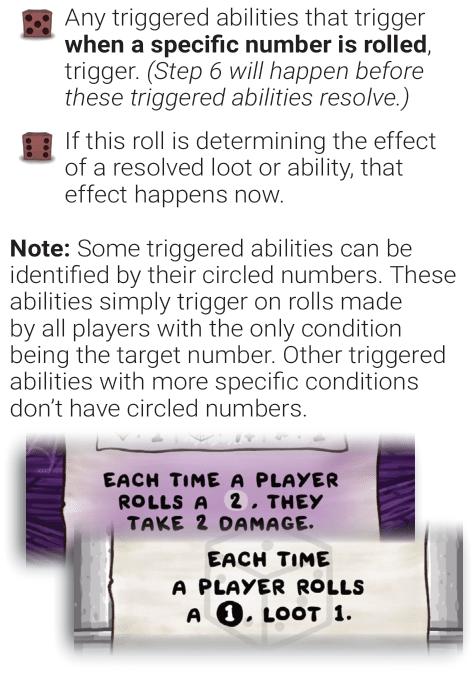 Any triggered abilities that trigger
when a specific number is rolled,
trigger. (Step 6 will happen before
these triggered abilities resolve.)
If this roll is determining the effect
of a resolved loot or ability, that
effect happens now.
Note: Some triggered abilities can be
identified by their circled numbers. These
abilities simply trigger on rolls made
by all players with the only condition
being the target number. Other triggered
abilities with more specific conditions
don’t have circled numbers.
EACH TIME A PLAYER
ROLLS A 2, THEY
TAKE 2 DAMAGE.
EACH TIME
A PLAYER ROLLS
A 1, LOOT 1.